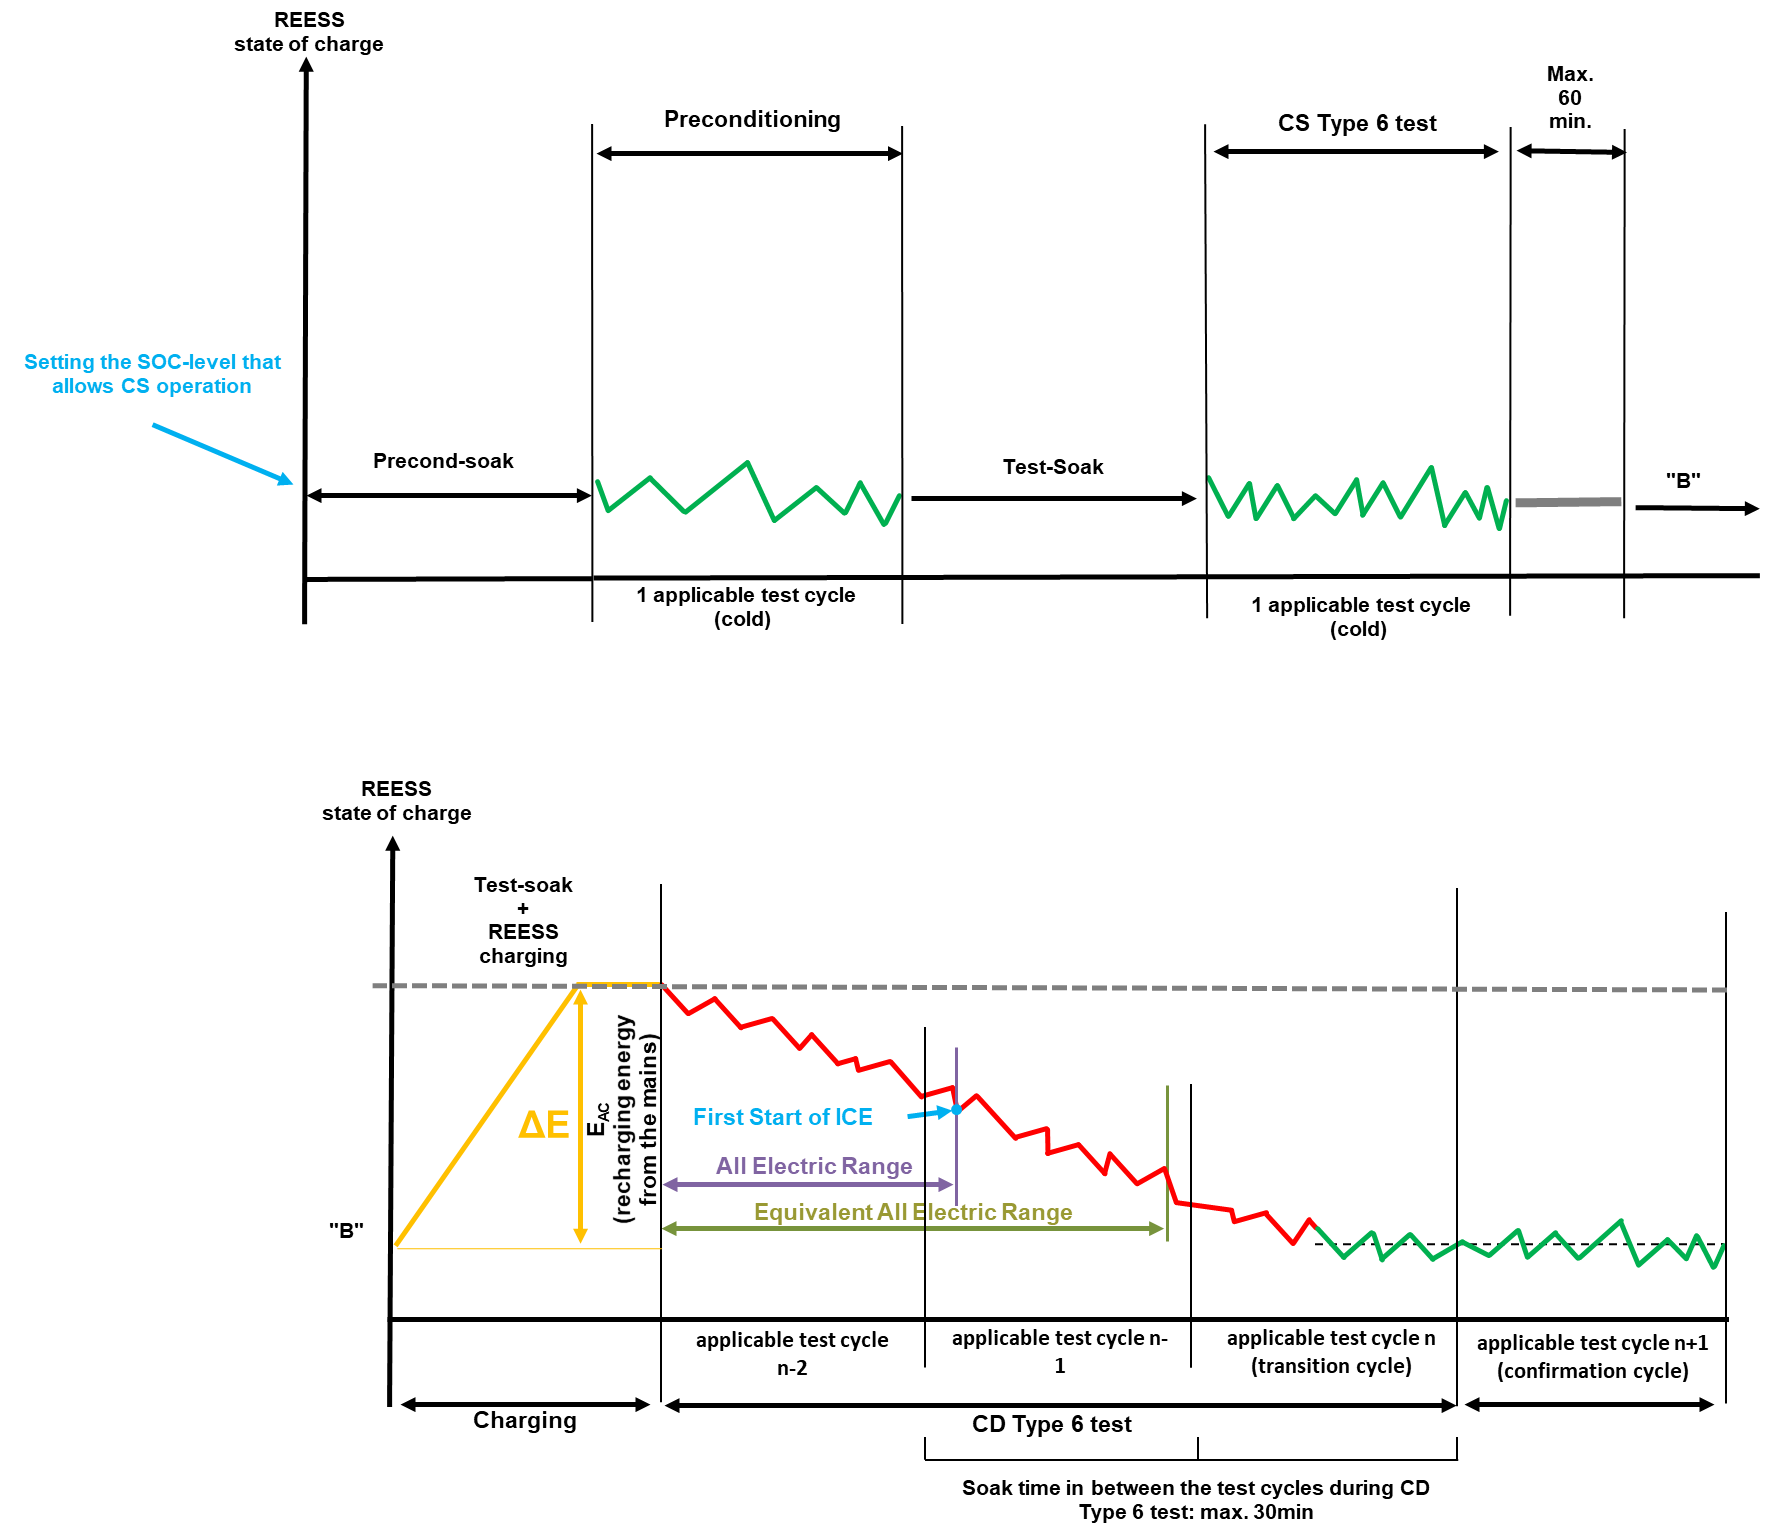 REESS
state of charge
Max.
60
min.
Preconditioning
CS Type 6 test
Setting the SOC-level that
allows CS operation
Precond-soak
Test-Soak
"B"
1 applicable test cycle
(cold)
1 applicable test cycle
(cold)
REESS
state of charge
Test-soak
+
REESS
charging
ΔE
EAC
(recharging energy
from the mains)
First Start of ICE
All Electric Range
Equivalent All Electric Range
"B"
applicable test cycle
n-2
applicable test cycle n-
1
applicable test cycle n
(transition cycle)
applicable test cycle n+1
(confirmation cycle)
Charging
CD Type 6 test
Soak time in between the test cycles during CD
Type 6 test: max. 30min